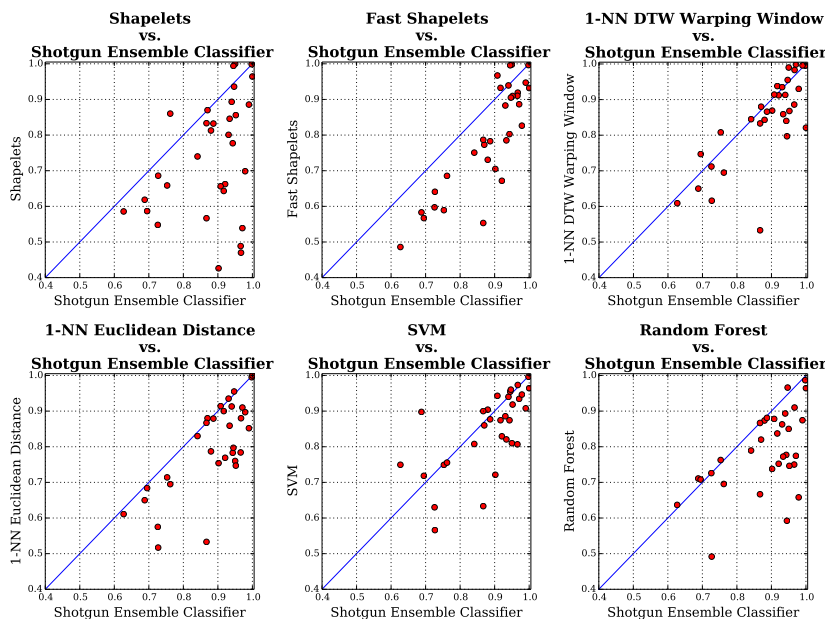 Shapelets
vs.
Shotgun Ensemble Classifier
1.0
0.9
0.8
0.7
0.6
0.5
0.4
Shapelets
0.4 0.5 0.6 0.7 0.8 0.9 1.0
Shotgun Ensemble Classifier
Fast Shapelets
vs.
Shotgun Ensemble Classifier
1.0
0.9
0.8
0.7
0.6
0.5
0.4
Fast Shapelets
0.4 0.5 0.6 0.7 0.8 0.9 1.0
Shotgun Ensemble Classifier
1-NN DTW Warping Window
vs.
Shotgun Ensemble Classifier
1.0
0.9
0.8
0.7
0.6
0.5
0.4
1-NN DTW Warping Window
0.4 0.5 0.6 0.7 0.8 0.9 1.0
Shotgun Ensemble Classifier
1-NN Euclidean Distance
vs.
Shotgun Ensemble Classifier
1.0
0.9
0.8
0.7
0.6
0.5
0.4
1-NN Euclidean Distance
0.4 0.5 0.6 0.7 0.8 0.9 1.0
Shotgun Ensemble Classifier
SVM
vs.
Shotgun Ensemble Classifier
1.0
0.9
0.8
0.7
0.6
0.5
0.4
SVM
0.4 0.5 0.6 0.7 0.8 0.9 1.0
Shotgun Ensemble Classifier
Random Forest
vs.
Shotgun Ensemble Classifier
1.0
0.9
0.8
0.7
0.6
0.5
0.4
Random Forest
0.4 0.5 0.6 0.7 0.8 0.9 1.0
Shotgun Ensemble Classifier